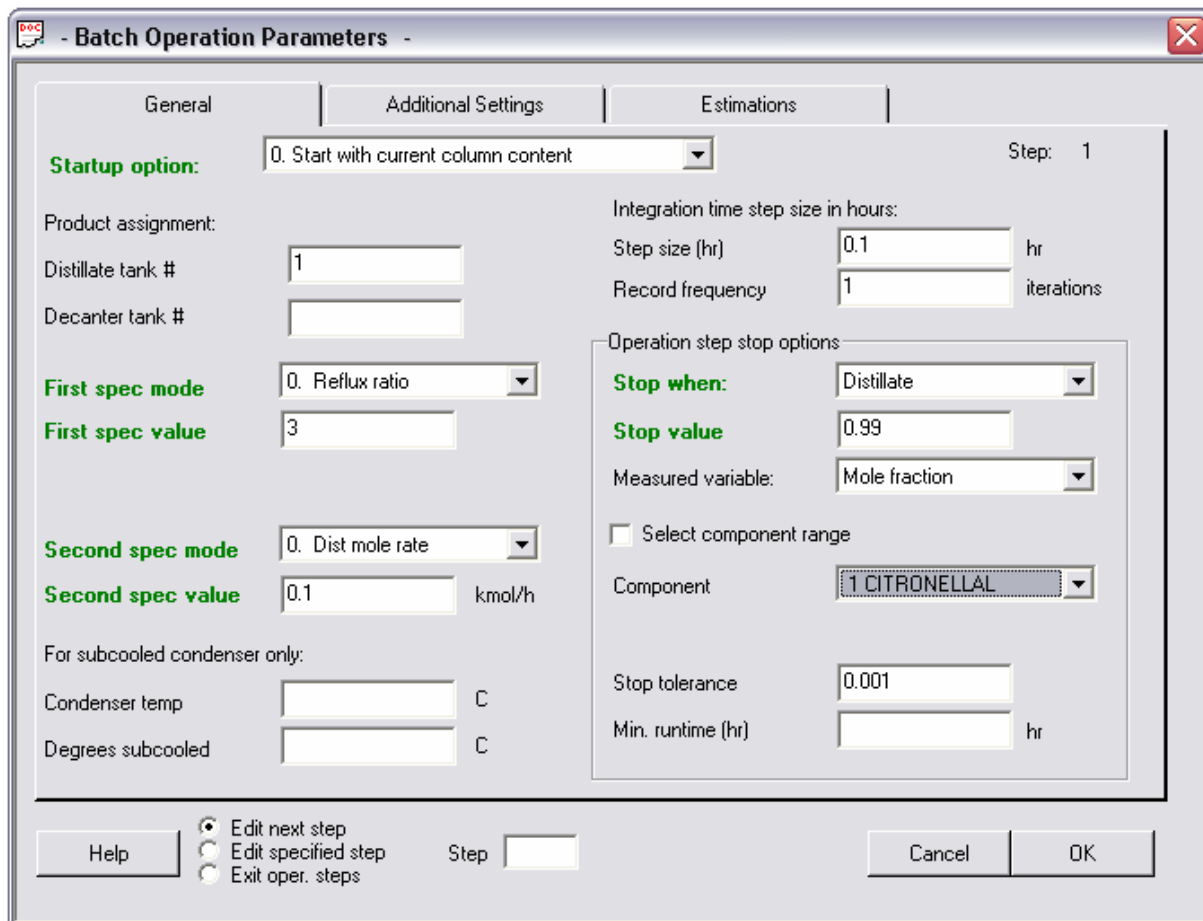 DOC
- Batch Operation Parameters -
General
Additional Settings
Estimations
Startup option:
0. Start with current column content
Step: 1
Product assignment:
Distillate tank #
1
Decanter tank #
First spec mode
0. Reflux ratio
First spec value
3
Second spec mode
0. Dist mole rate
Second spec value
0.1
kmol/h
For subcooled condenser only:
Condenser temp
C
Degrees subcooled
C
Integration time step size in hours:
Step size (hr)
0.1
hr
Record frequency
1
iterations
Operation step stop options
Stop when:
Distillate
Stop value
0.99
Measured variable:
Mole fraction
Select component range
Component
1 CITRONELLAL
Stop tolerance
0.001
Min. runtime (hr)
hr
Help
Edit next step
Edit specified step
Exit oper. steps
Step
Cancel
OK